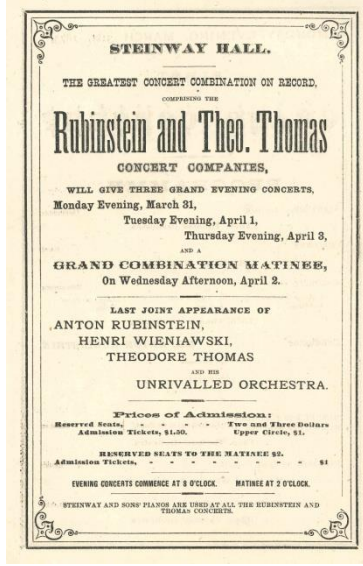 STEINWAY HALL.
THE GREATEST CONCERT COMBINATION ON RECORD,
COMPRISING THE
Rubinstein and Theo. Thomas
CONCERT COMPANIES,
WILL GIVE THREE GRAND EVENING CONCERTS,
Monday Evening, March 31,
Tuesday Evening, April 1,
Thursday Evening, April 3,
AND A
GRAND COMBINATION MATINEE,
On Wednesday Afternoon, April 2.
LAST JOINT APPEARANCE OF
ANTON RUBINSTEIN,
HENRI WIENIAWSKI,
THEODORE THOMAS
AND HIS
UNRIVALLED ORCHESTRA.
Prices of Admission:
Reserved Seats, - - - - Two and Three Dollars
Admission Tickets, $1.50. Upper Circle, $1.
RESERVED SEATS TO THE MATINEE $2.
Admission Tickets, - - - - - - - $1
EVENING CONCERTS COMMENCE AT 8 O'CLOCK. MATINEE AT 2 O'CLOCK.
STEINWAY AND SONS' PIANOS ARE USED AT ALL THE RUBINSTEIN AND
THOMAS CONCERTS.